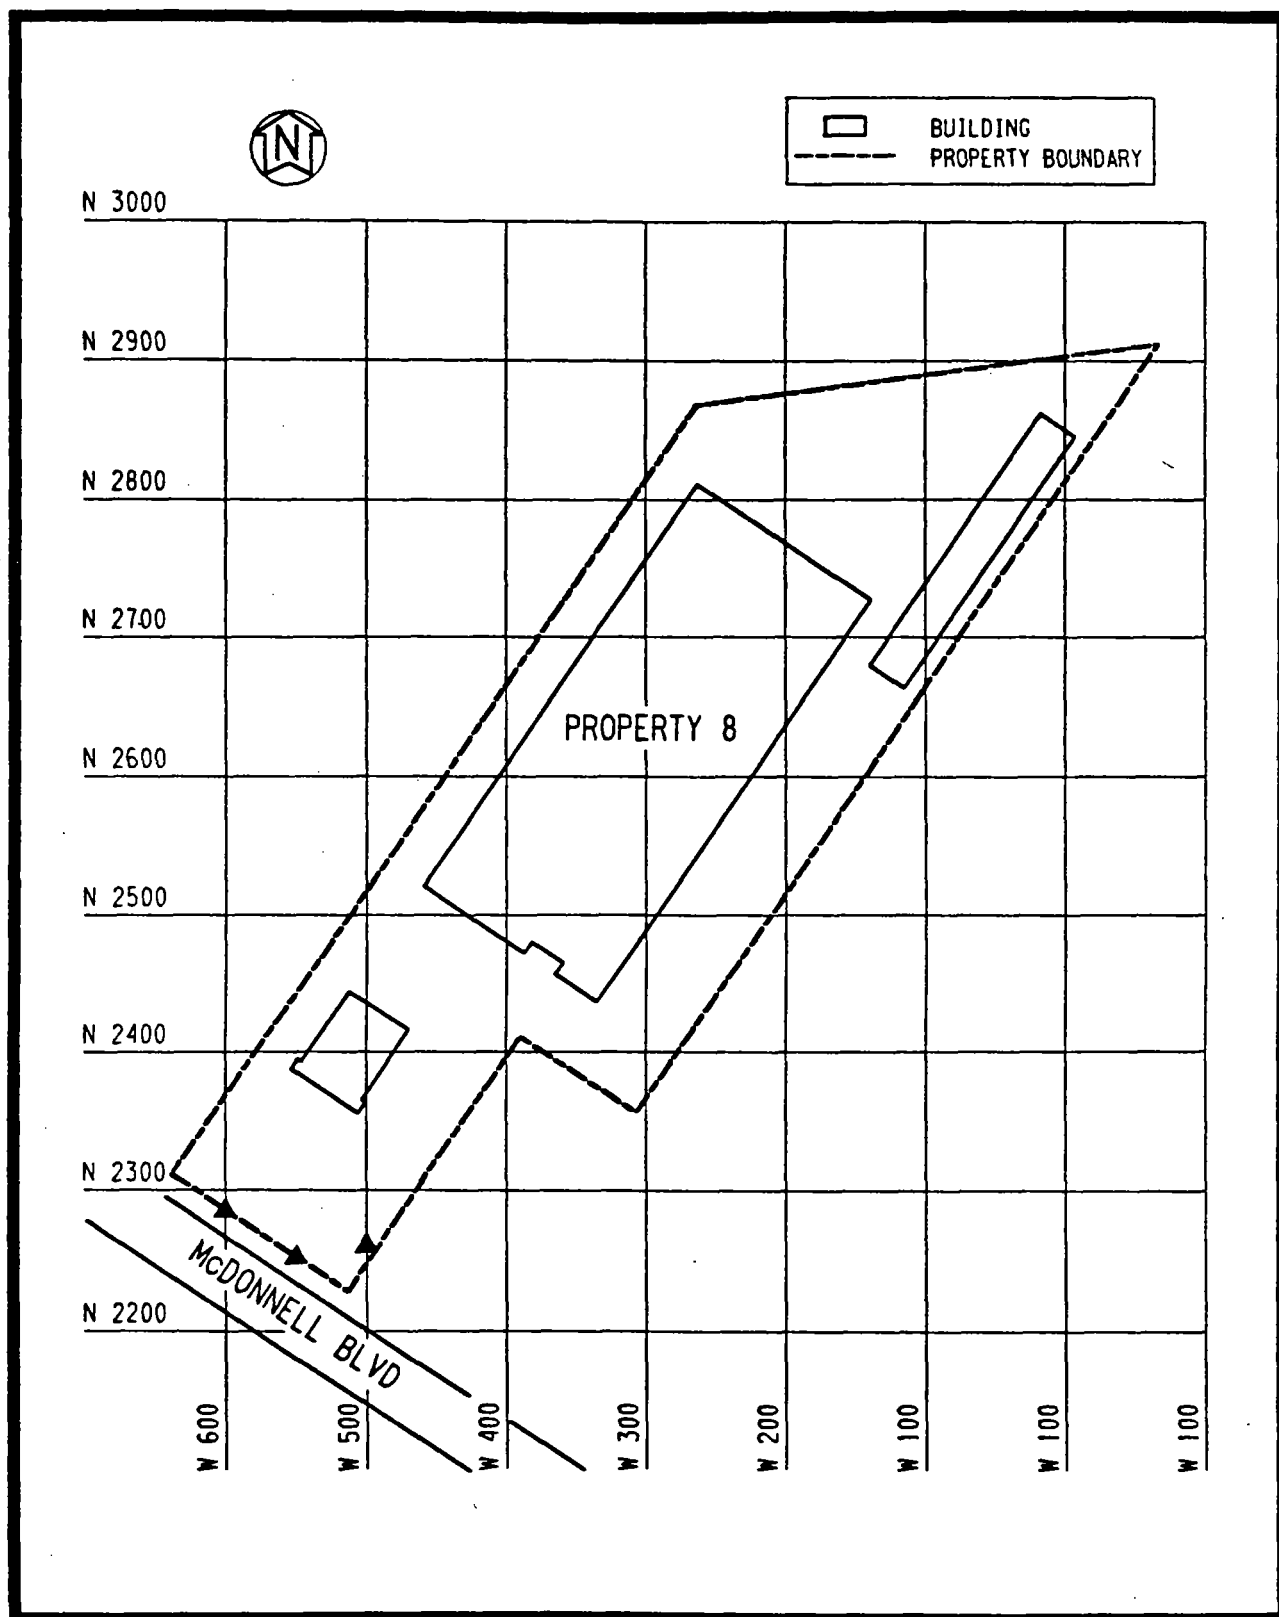 N
BUILDING
PROPERTY BOUNDARY
N 3000
N 2900
N 2800
N 2700
PROPERTY 8
N 2600
N 2500
N 2400
N 2300
McDONNELL BLVD
N 2200
W 600
W 500
W 400
W 300
W 200
W 100
W 100
W 100